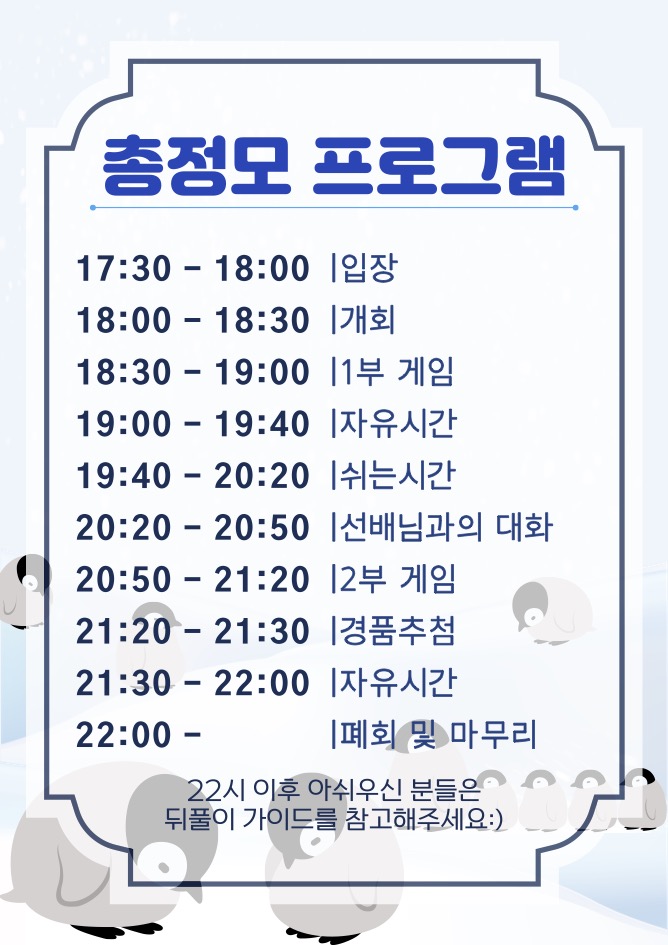 총정모 프로그램
17:30 - 18:00 |입장
18:00 - 18:30 |개회
18:30 - 19:00 |1부 게임
19:00 - 19:40 |자유시간
19:40 - 20:20 |쉬는시간
20:20 - 20:50 |선배님과의 대화
20:50 - 21:20 |2부 게임
21:20 - 21:30 |경품추첨
21:30 - 22:00 |자유시간
22:00 - |폐회 및 마무리
22시 이후 아쉬우신 분들은
뒤풀이 가이드를 참고해주세요:)